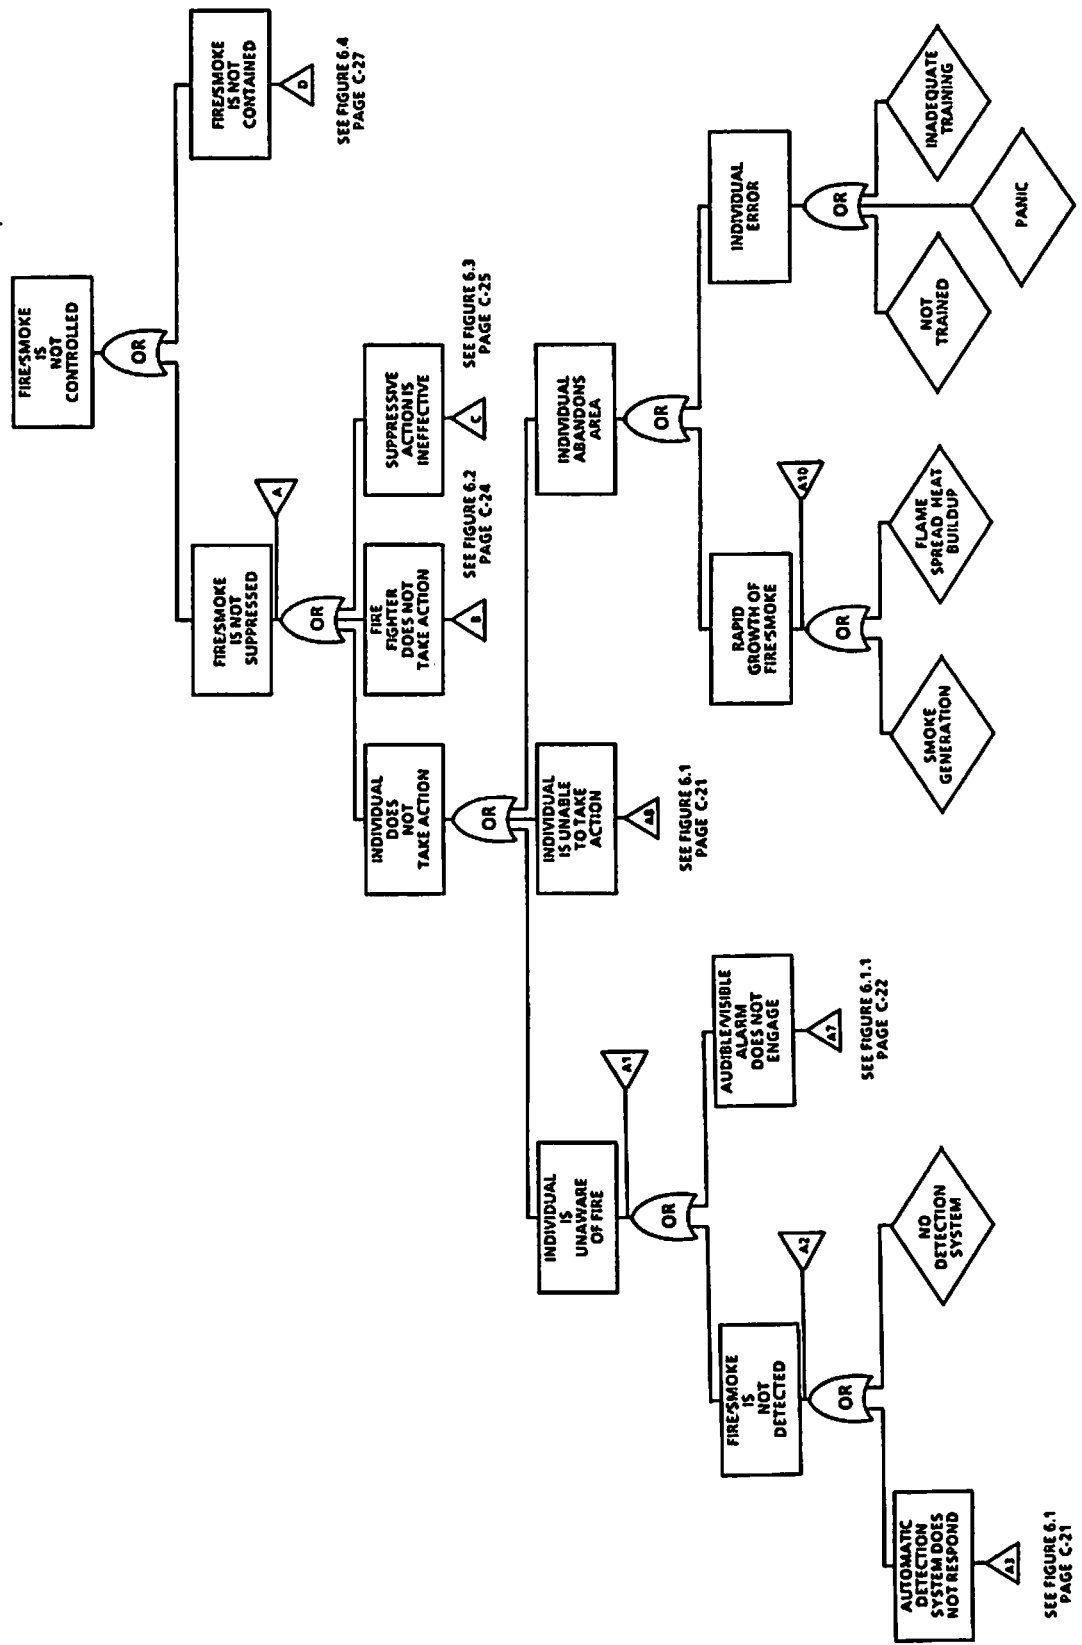 FIRE/SMOKE
IS
NOT
CONTROLLED
OR
FIRE/SMOKE
IS NOT
SUPPRESSED
A
OR
FIRE/SMOKE
IS NOT
CONTAINED
D
SEE FIGURE 6.4
PAGE C-27
INDIVIDUAL
DOES
NOT
TAKE ACTION
OR
FIRE
FIGHTER
DOES NOT
TAKE ACTION
B
SEE FIGURE 6.2
PAGE C-24
SUPPRESSIVE
ACTION IS
INEFFECTIVE
C
SEE FIGURE 6.3
PAGE C-25
INDIVIDUAL
IS
UNAWARE
OF FIRE
A1
OR
INDIVIDUAL
IS UNABLE
TO TAKE
ACTION
A8
SEE FIGURE 6.1
PAGE C-21
INDIVIDUAL
ABANDONS
AREA
OR
FIRE/SMOKE
IS
NOT
DETECTED
A2
OR
AUDIBLE/VISIBLE
ALARM
DOES NOT
ENGAGE
A7
SEE FIGURE 6.1.1
PAGE C-22
RAPID
GROWTH OF
FIRE/SMOKE
A10
OR
INDIVIDUAL
ERROR
OR
AUTOMATIC
DETECTION
SYSTEM DOES
NOT RESPOND
A3
SEE FIGURE 6.1
PAGE C-21
NO
DETECTION
SYSTEM
SMOKE
GENERATION
FLAME
SPREAD HEAT
BUILDUP
NOT
TRAINED
PANIC
INADEQUATE
TRAINING